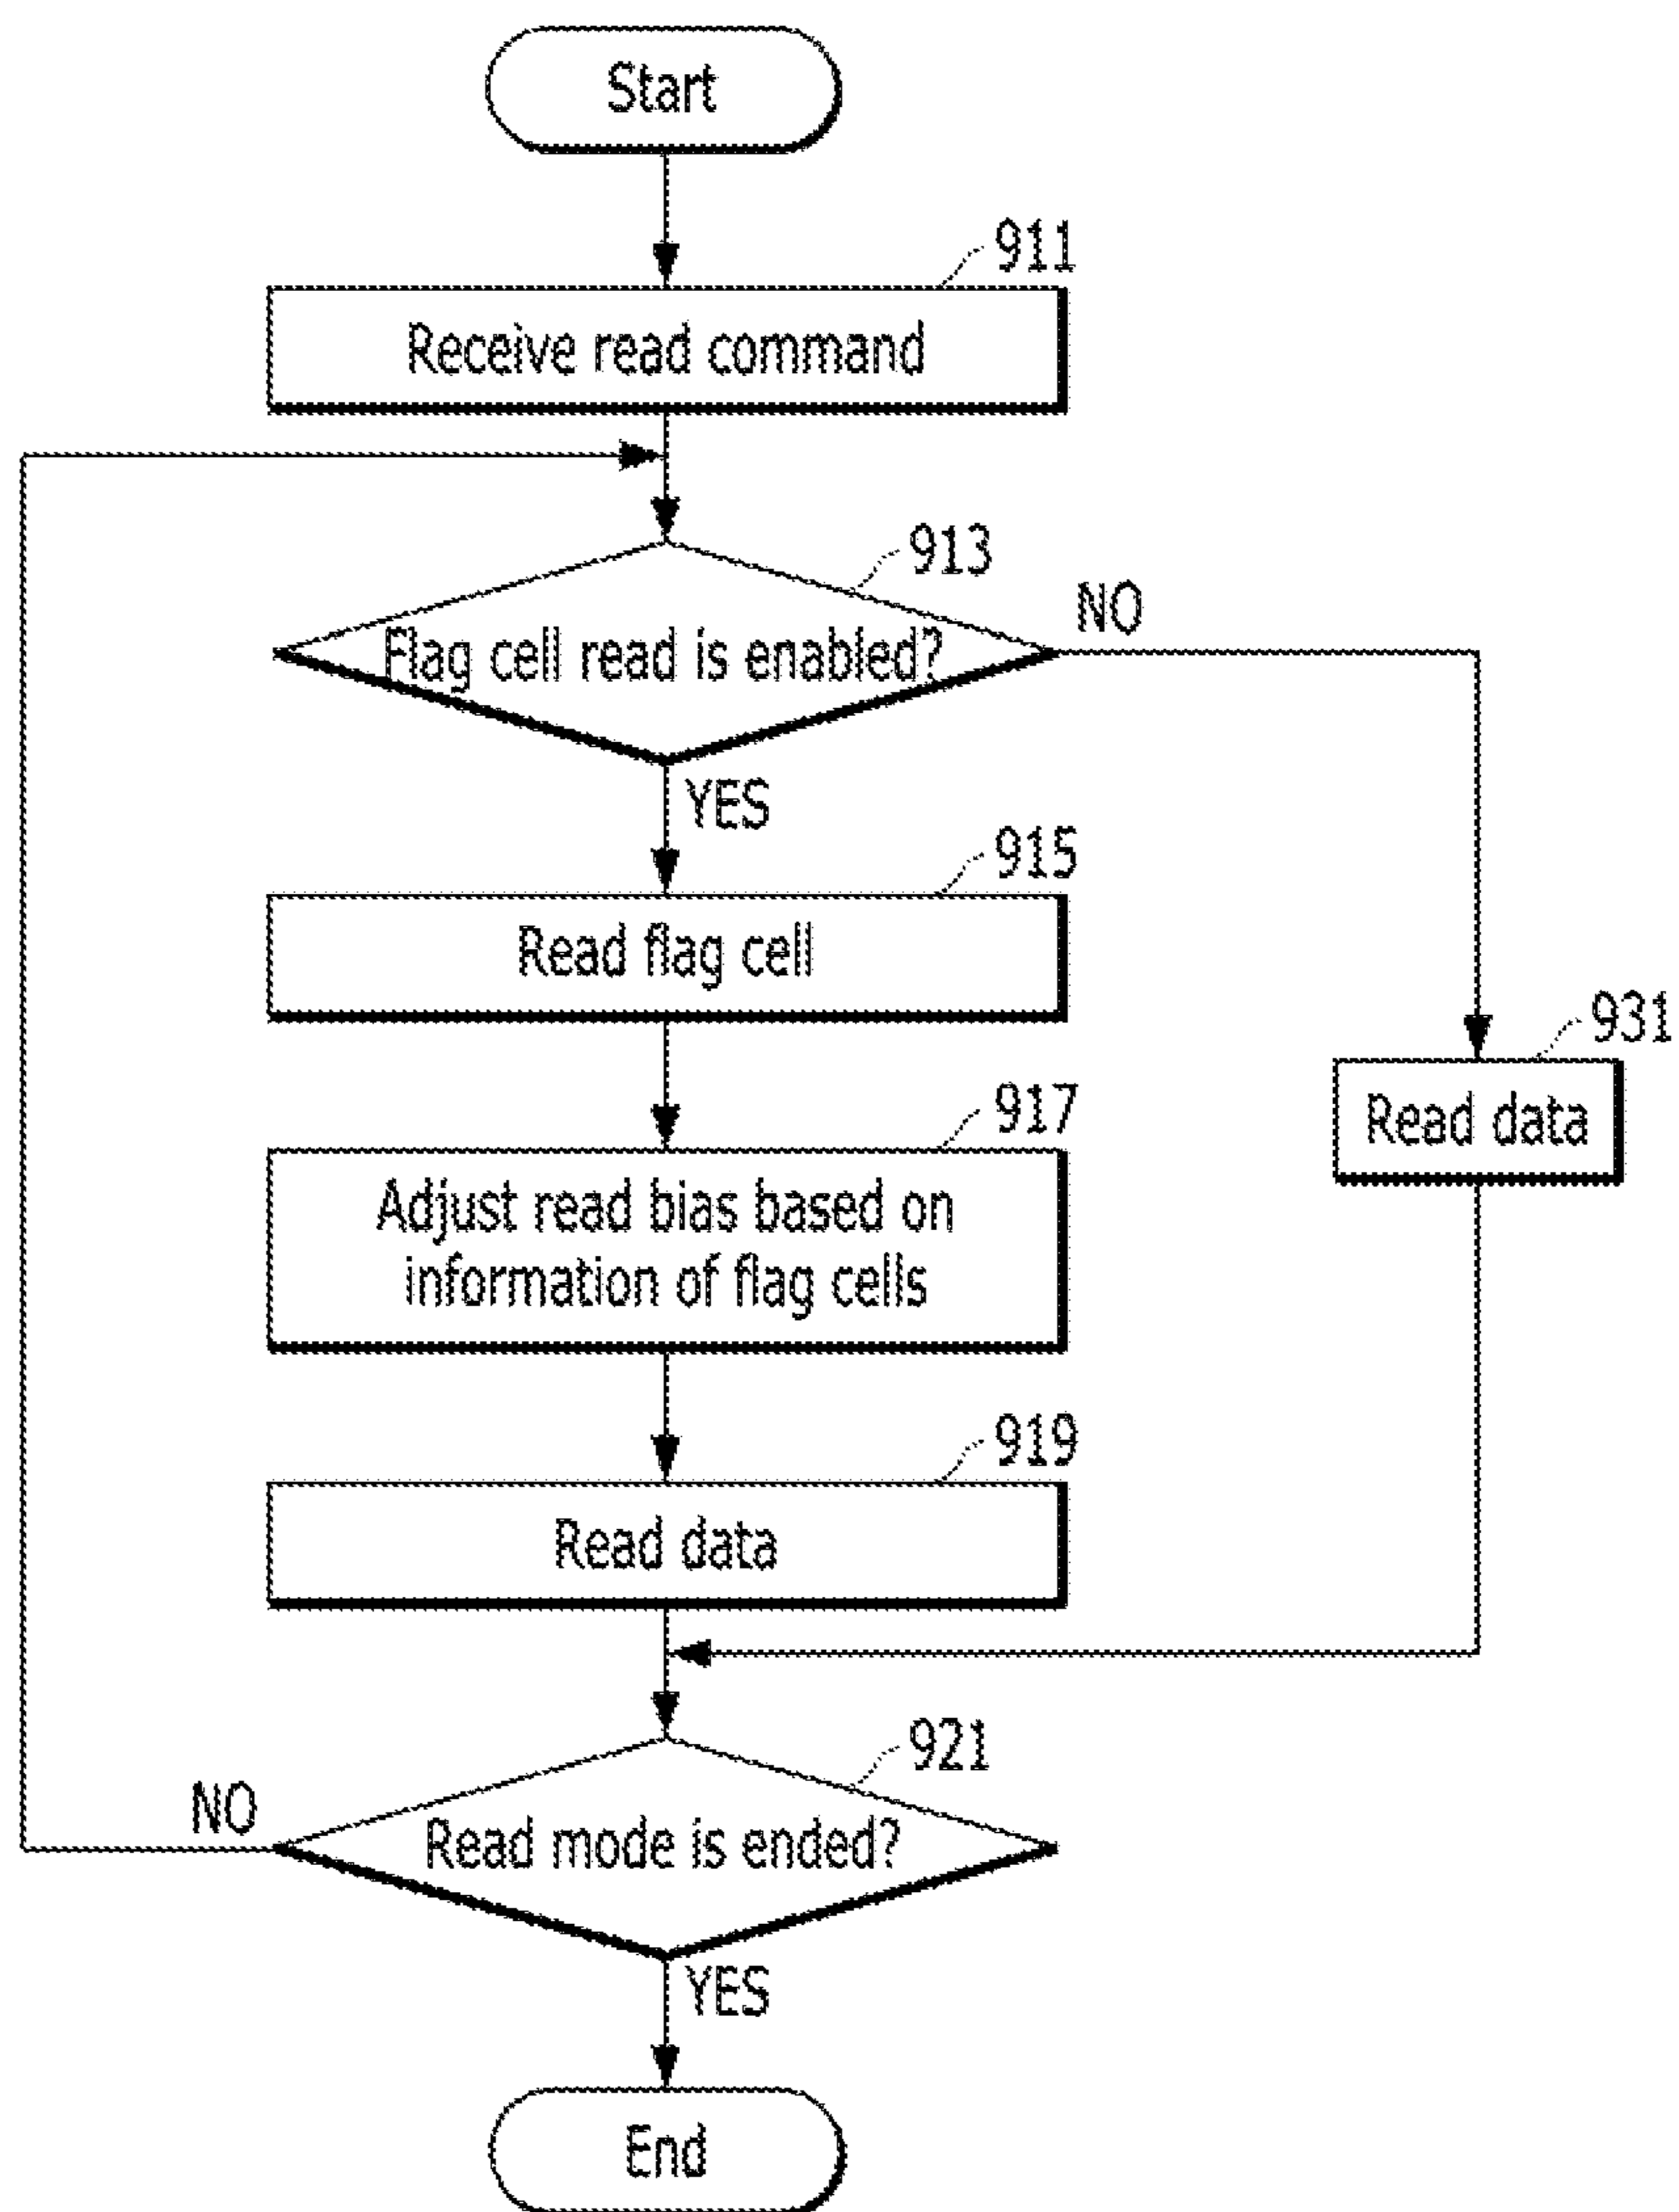 Start
911
Receive read command
913
Flag cell read is enabled?
NO
YES
915
Read flag cell
931
Read data
917
Adjust read bias based on
information of flag cells
919
Read data
921
NO
Read mode is ended?
YES
End